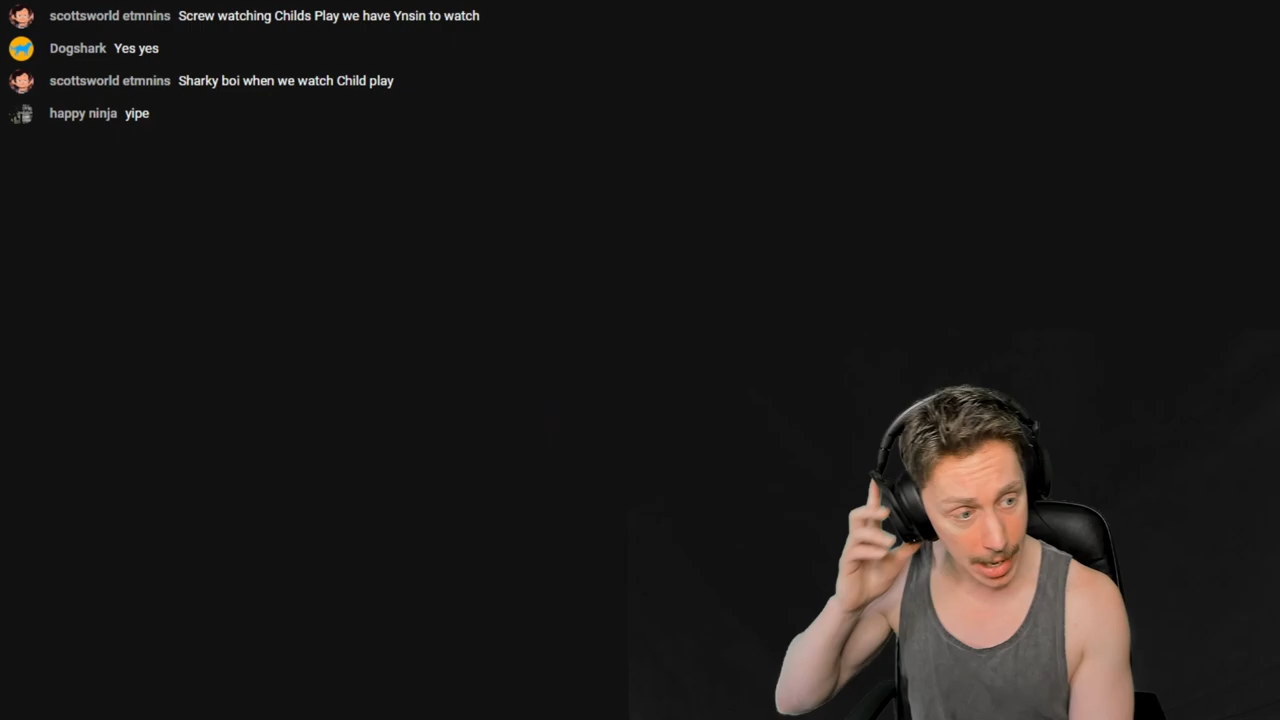 scottsworld etmnins Screw watching Childs Play we have Ynsin to watch
Dogshark Yes yes
scottsworld etmnins Sharky boi when we watch Child play
happy ninja yipe